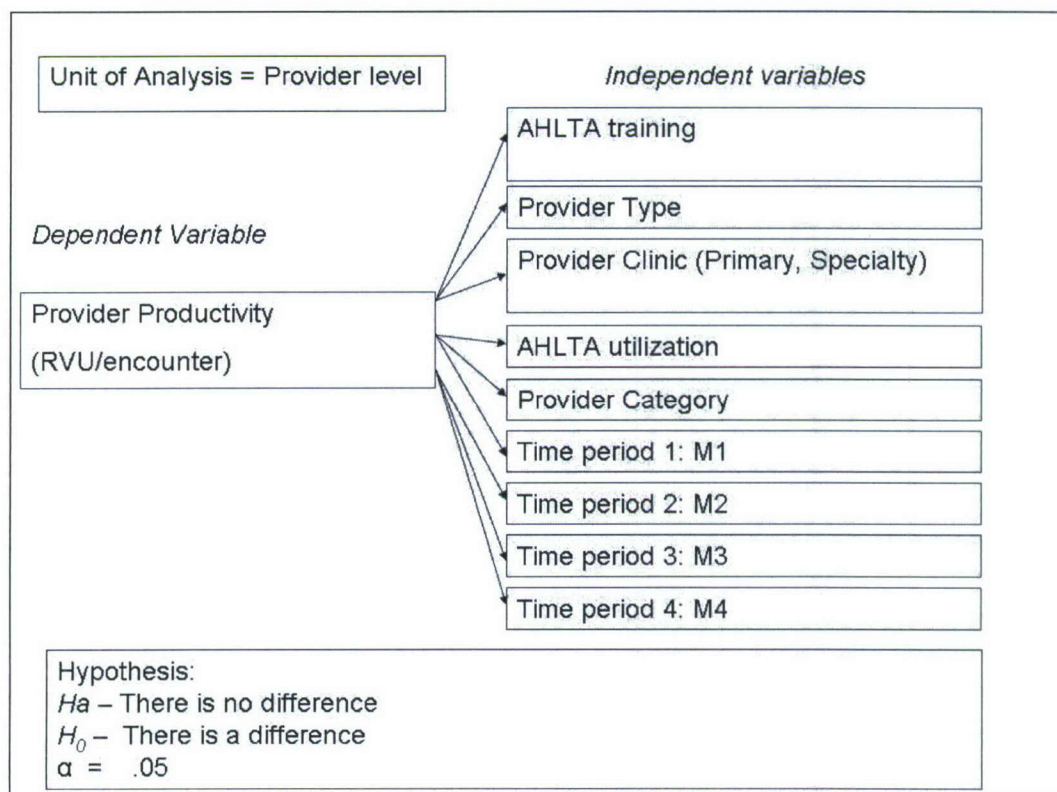 Unit of Analysis = Provider level
Independent variables
AHLTA training
Provider Type
Dependent Variable
Provider Clinic (Primary, Specialty)
Provider Productivity
(RVU/encounter)
AHLTA utilization
Provider Category
Time period 1: M1
Time period 2: M2
Time period 3: M3
Time period 4: M4
Hypothesis:
Ha – There is no difference
H₀ – There is a difference
α = .05